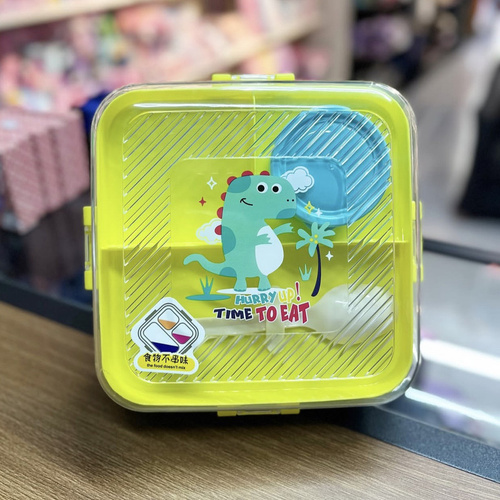 HURRY UP!
TIME TO EAT
食物不串味
the food doesn't mix